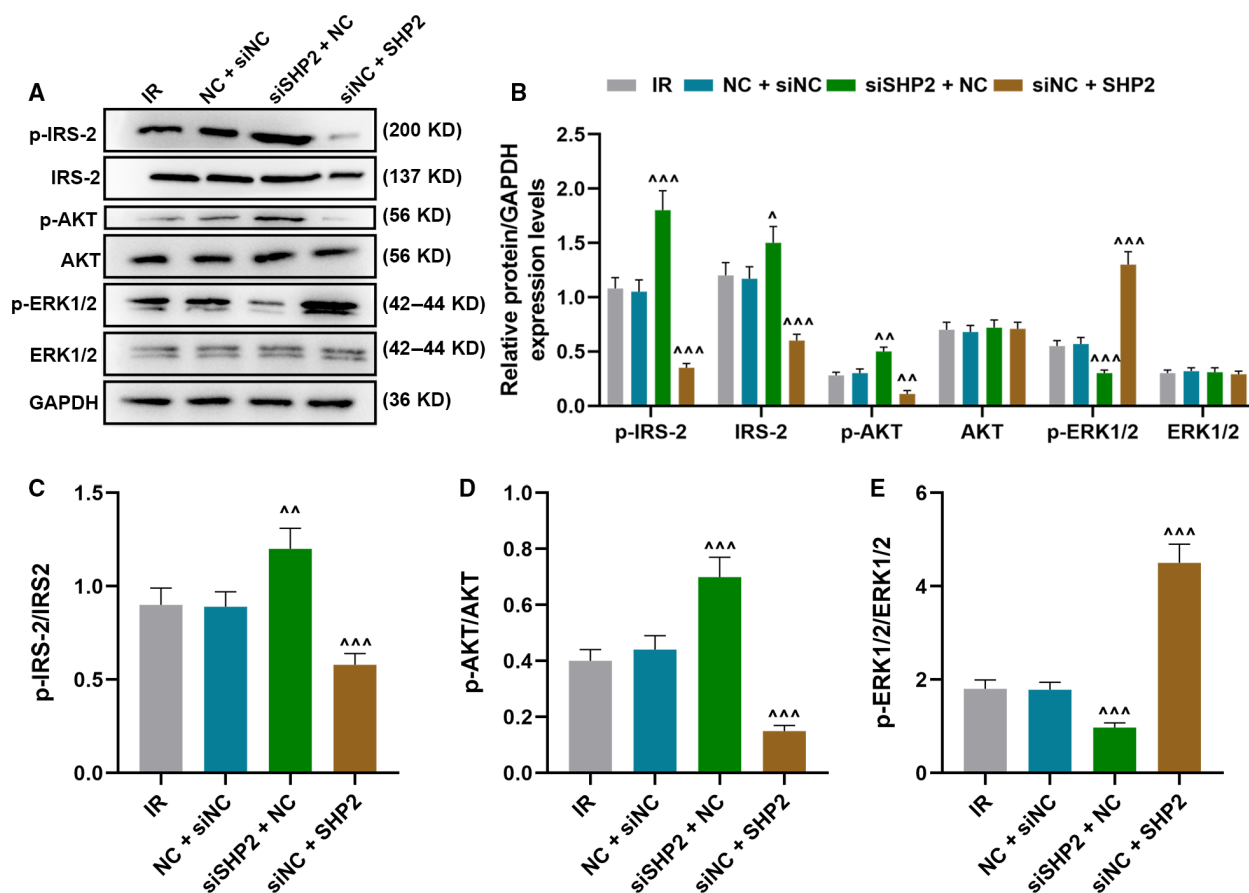 A
IR
NC + siNC
siSHP2 + NC
siNC + SHP2
p-IRS-2
(200 KD)
IRS-2
(137 KD)
p-AKT
(56 KD)
AKT
(56 KD)
p-ERK1/2
(42–44 KD)
ERK1/2
(42–44 KD)
GAPDH
(36 KD)
B
IR NC + siNC siSHP2 + NC siNC + SHP2
Relative protein/GAPDH
expression levels
2.5
2.0
1.5
1.0
0.5
0.0
^^^
^^^
^
^^^
^^
^^
^^^
^^^
p-IRS-2 IRS-2 p-AKT AKT p-ERK1/2 ERK1/2
C
p-IRS-2/IRS2
1.5
1.0
0.5
0.0
^^
^^^
IR
NC + siNC
siSHP2 + NC
siNC + SHP2
D
p-AKT/AKT
1.0
0.8
0.6
0.4
0.2
0.0
^^^
^^^
IR
NC + siNC
siSHP2 + NC
siNC + SHP2
E
p-ERK1/2/ERK1/2
6
4
2
0
^^^
^^^
IR
NC + siNC
siSHP2 + NC
siNC + SHP2